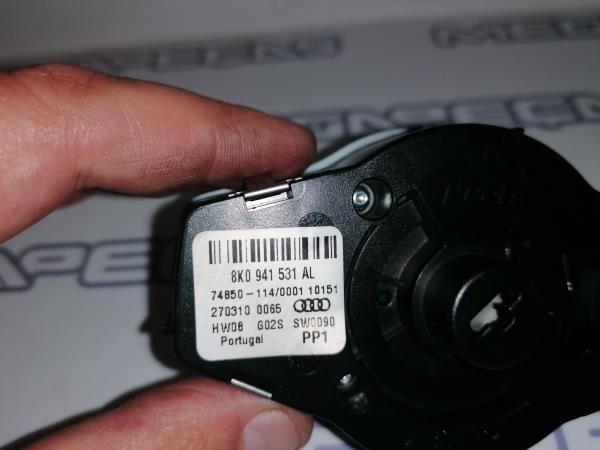 8K0 941 531 AL
74850-114/0001 10151
270310 0065
HW08 G02S SW0090
Portugal PP1